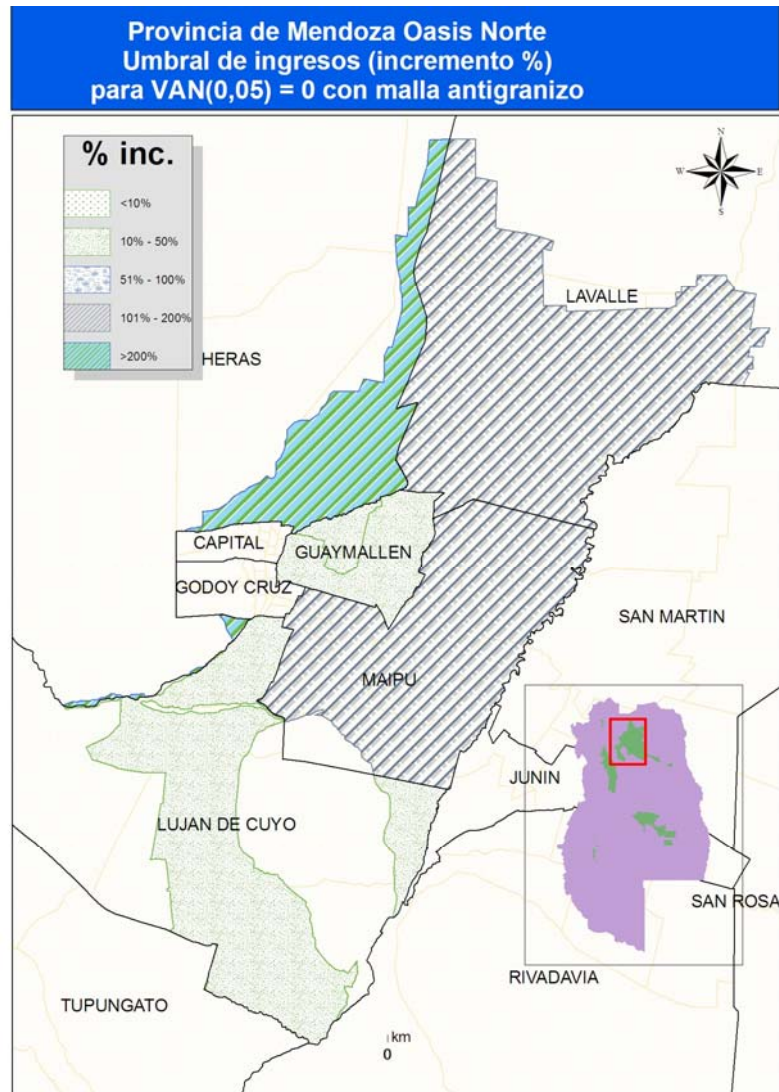 Provincia de Mendoza Oasis Norte
Umbral de ingresos (incremento %)
para VAN(0,05) = 0 con malla antigranizo
% inc.
<10%
10% - 50%
51% - 100%
101% - 200%
>200%
N
W
E
S
LAVALLE
HERAS
CAPITAL
GUAYMALLEN
GODOY CRUZ
SAN MARTIN
MAIPU
JUNIN
LUJAN DE CUYO
SAN ROSA
RIVADAVIA
TUPUNGATO
km
0